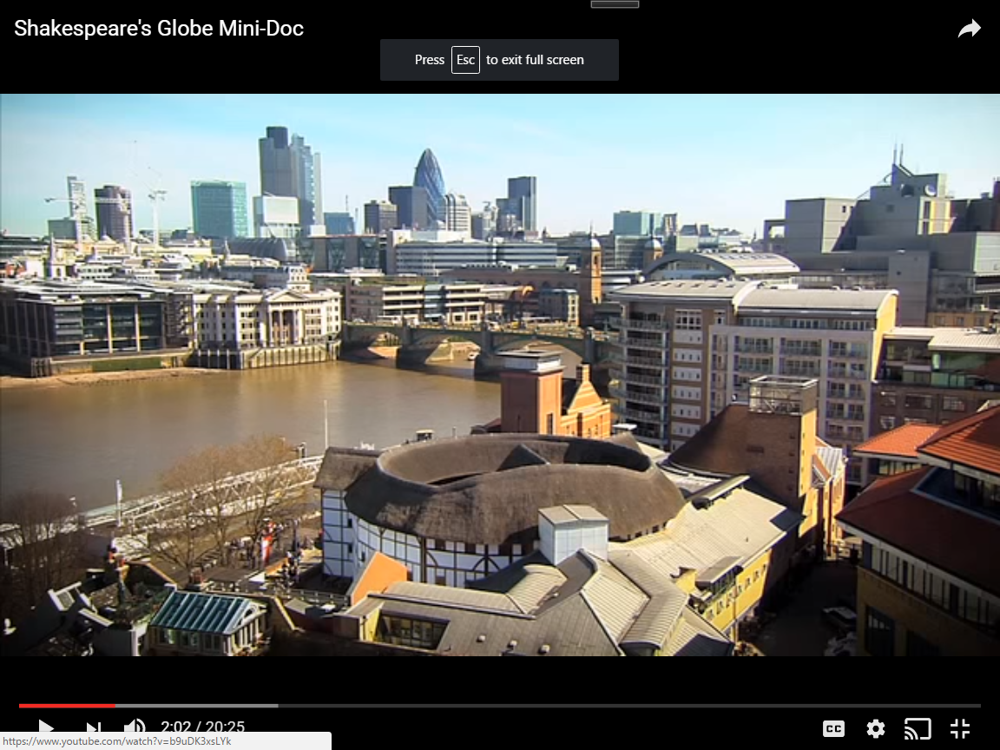 Shakespeare's Globe Mini-Doc
Press Esc to exit full screen
2:02 / 20:25
CC
https://www.youtube.com/watch?v=b9uDK3xsLYk